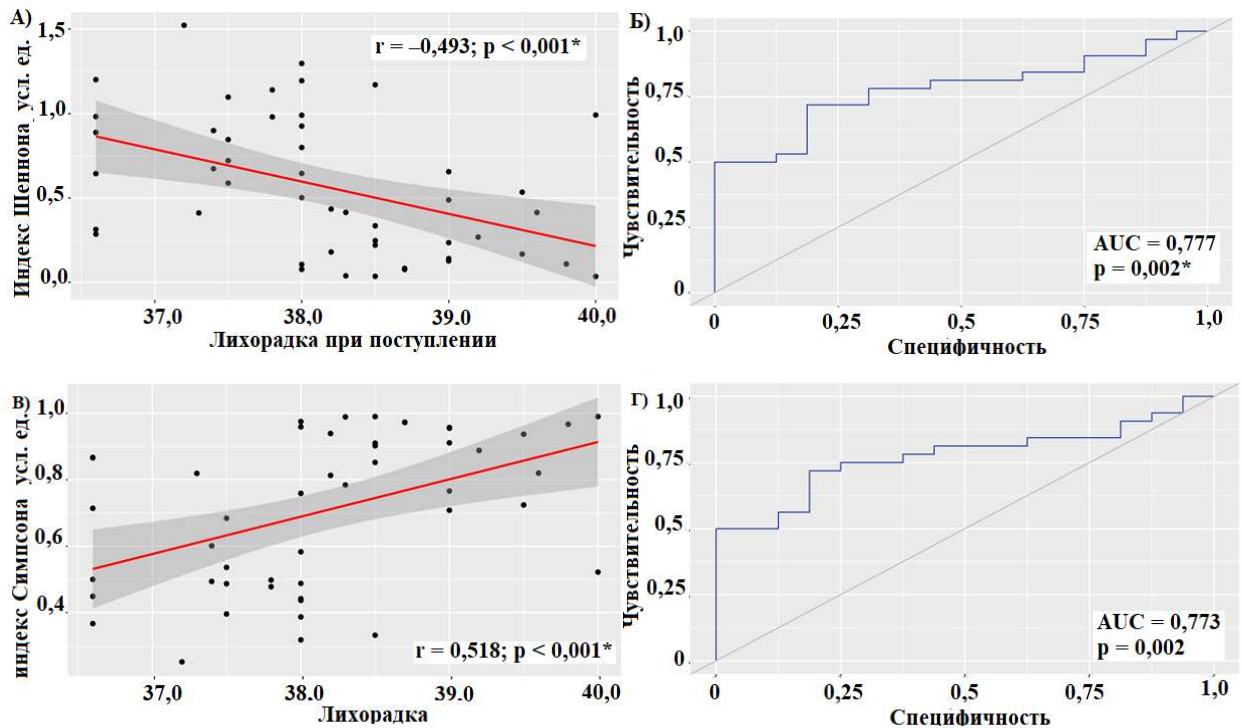 А)
Индекс Шеннона усл. ед.
1,5
1,0
0,5
0,0
r = –0,493; p < 0,001*
37,0
38,0
39.0
40,0
Лихорадка при поступлении
Б)
Чувствительность
1,0
0,75
0,5
0,25
0
AUC = 0,777
p = 0,002*
0
0,25
0,5
0,75
1,0
Специфичность
В)
индекс Симпсона усл. ед.
1,0
0,8
0,6
0,4
r = 0,518; p < 0,001*
37.0
38.0
39.0
40,0
Лихорадка
Г)
Чувствительность
1,0
0,75
0,5
0,25
0
AUC = 0,773
p = 0,002
0
0,25
0,5
0,75
1,0
Специфичность